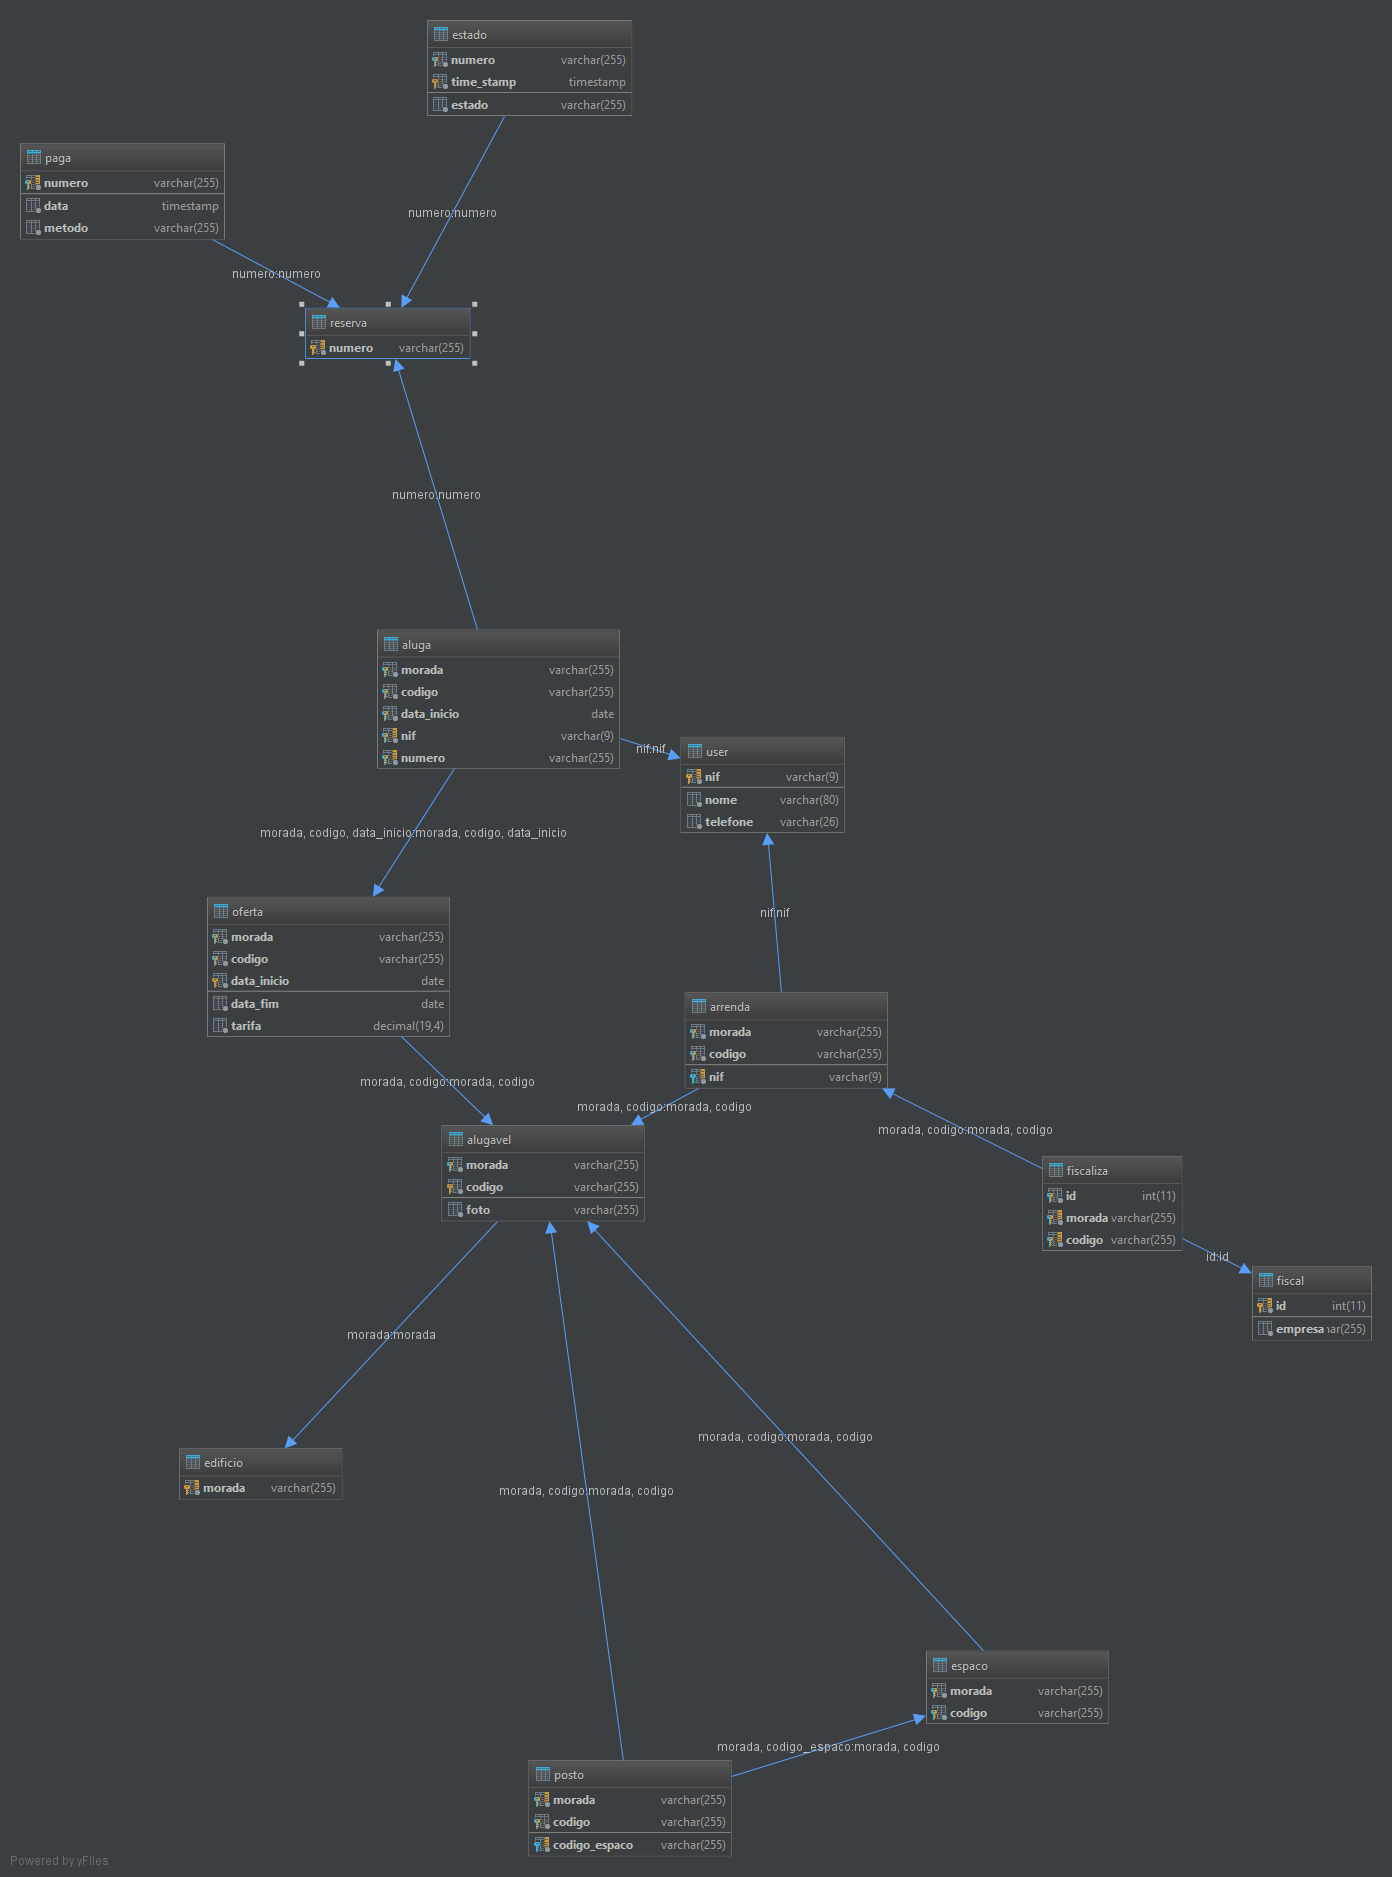 estado
numero varchar(255)
time_stamp timestamp
estado varchar(255)
paga
numero varchar(255)
data timestamp
metodo varchar(255)
numero:numero
numero:numero
reserva
numero varchar(255)
numero:numero
aluga
morada varchar(255)
codigo varchar(255)
data_inicio date
nif varchar(9)
numero varchar(255)
nif:nif
user
nif varchar(9)
nome varchar(80)
telefone varchar(26)
morada, codigo, data_inicio:morada, codigo, data_inicio
nif:nif
oferta
morada varchar(255)
codigo varchar(255)
data_inicio date
data_fim date
tarifa decimal(19,4)
arrenda
morada varchar(255)
codigo varchar(255)
nif varchar(9)
morada, codigo:morada, codigo
morada, codigo:morada, codigo
morada, codigo:morada, codigo
alugavel
morada varchar(255)
codigo varchar(255)
foto varchar(255)
fiscaliza
id int(11)
morada varchar(255)
codigo varchar(255)
id:id
fiscal
id int(11)
empresa ar(255)
morada:morada
morada, codigo:morada, codigo
edificio
morada varchar(255)
morada, codigo:morada, codigo
espaco
morada varchar(255)
codigo varchar(255)
morada, codigo_espaco:morada, codigo
posto
morada varchar(255)
codigo varchar(255)
codigo_espaco varchar(255)
Powered by yFiles